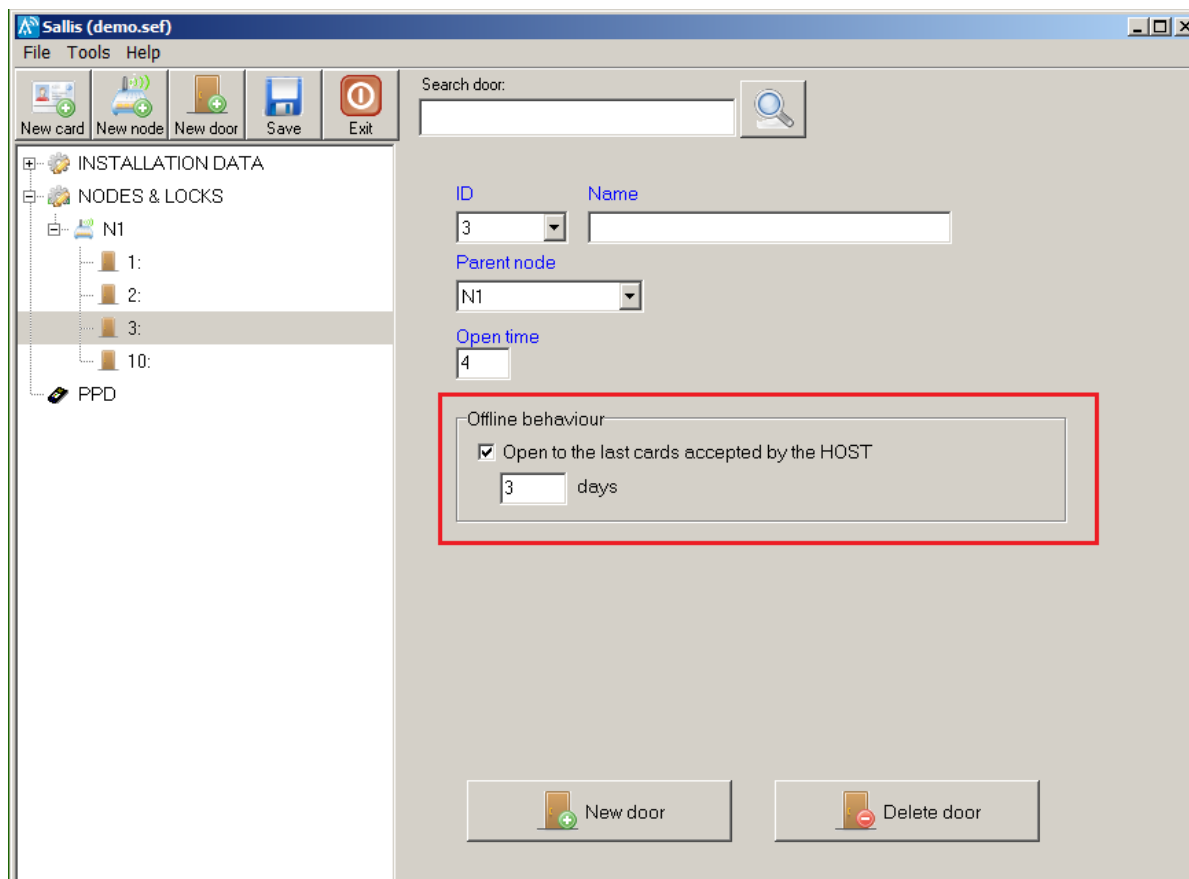 Sallis (demo.sef)
File Tools Help
New card New node New door Save Exit
Search door:
INSTALLATION DATA
NODES & LOCKS
N1
1:
2:
3:
10:
PPD
ID Name
3
Parent node
N1
Open time
4
Offline behaviour
Open to the last cards accepted by the HOST
3 days
New door Delete door